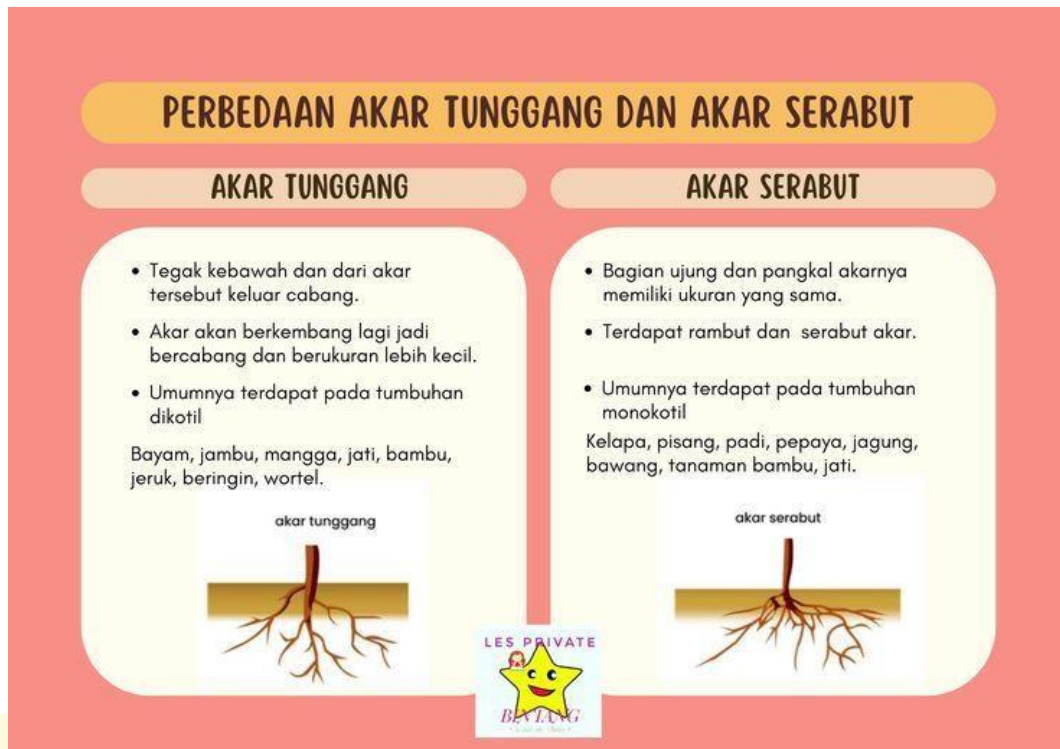 PERBEDAAN AKAR TUNGGANG DAN AKAR SERABUT
AKAR TUNGGANG
• Tegak kebawah dan dari akar
tersebut keluar cabang.
• Akar akan berkembang lagi jadi
bercabang dan berukuran lebih kecil.
• Umumnya terdapat pada tumbuhan
dikotil
Bayam, jambu, mangga, jati, bambu,
jeruk, beringin, wortel.
akar tunggang
AKAR SERABUT
• Bagian ujung dan pangkal akarnya
memiliki ukuran yang sama.
• Terdapat rambut dan serabut akar.
• Umumnya terdapat pada tumbuhan
monokotil
Kelapa, pisang, padi, pepaya, jagung,
bawang, tanaman bambu, jati.
akar serabut
LES PRIVATE
BINTANG